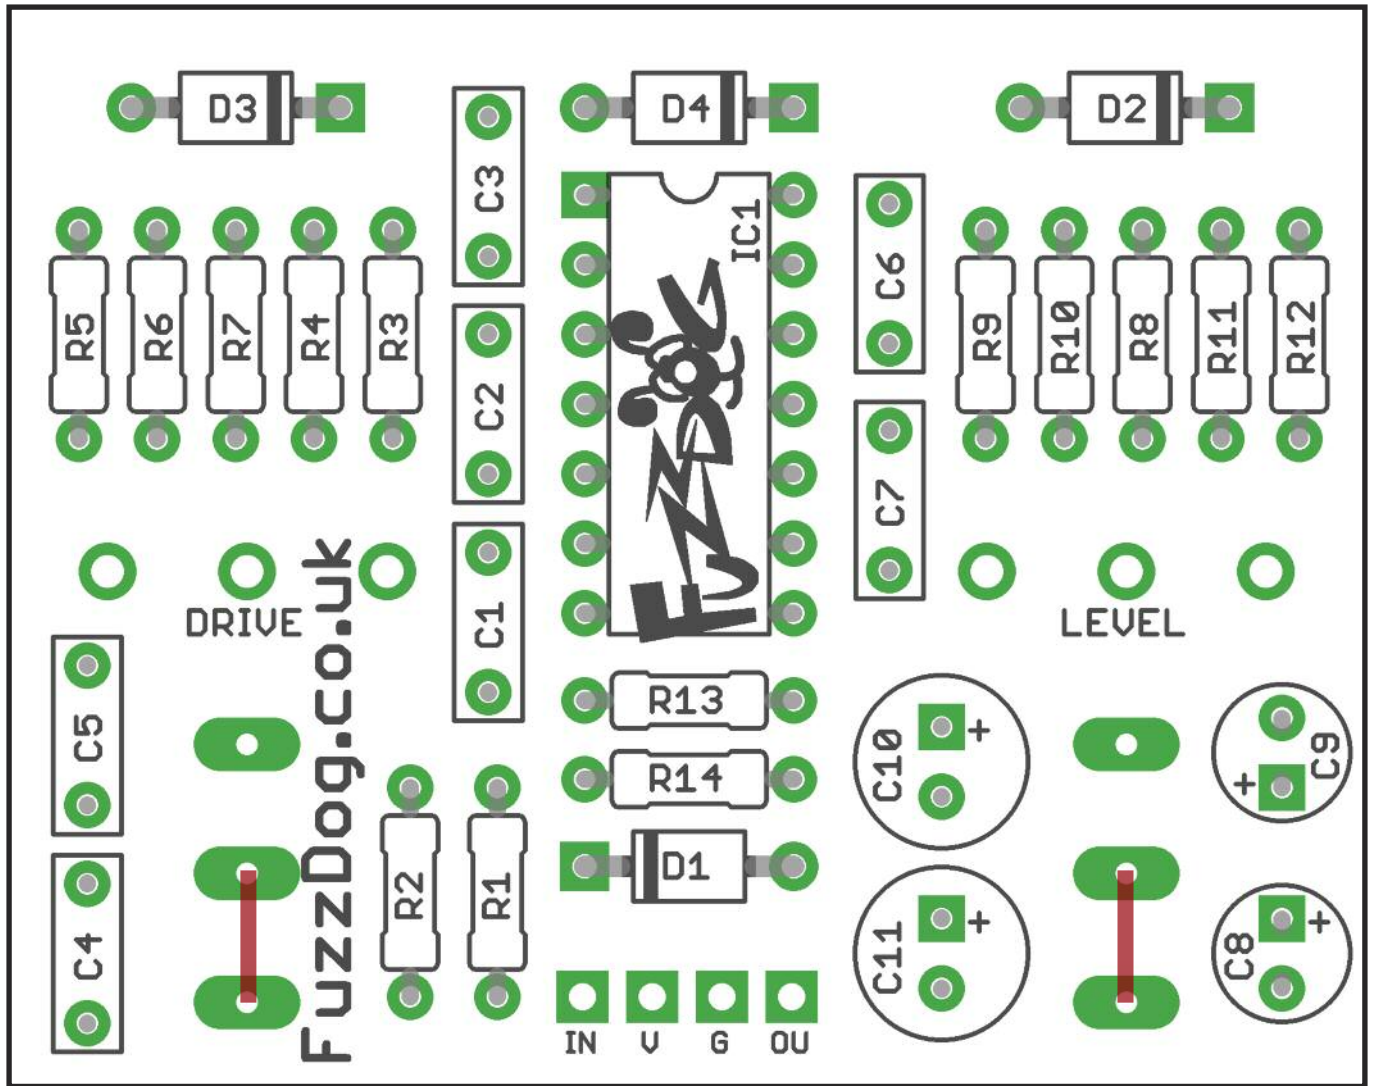 D3
D4
D2
C3
IC1
C6
R5
R6
R7
R4
R3
R9
R10
R8
R11
R12
C2
FuzzDog
C7
C1
DRIVE
LEVEL
FuzzDog.co.uk
C5
R13
C10
+
C9
+
R14
D1
R2
R1
C4
C11
+
C8
+
IN
V
G
OU